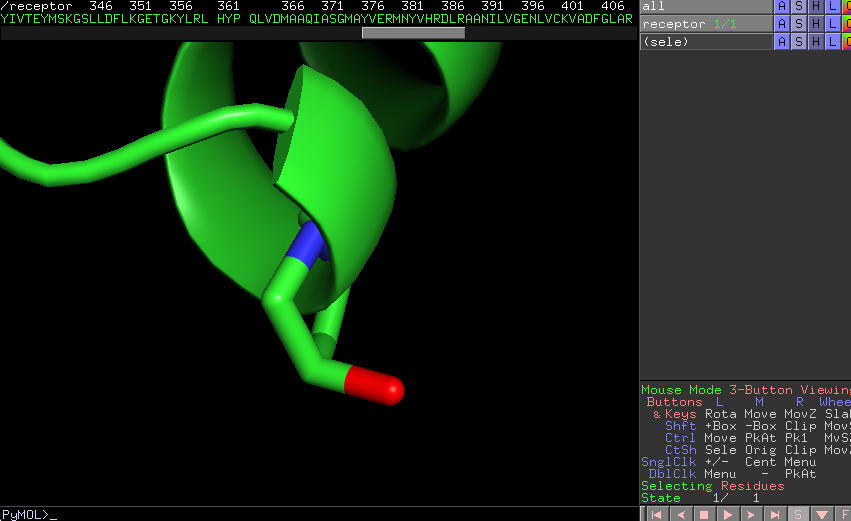 /receptor 346 351 356 361 366 371 376 381 386 391 396 401 406
YIVTEYMSKGSLLDFLKGETGKYLRL HYP QLVDMAAQIASGMAYVERMNYVHRDLRAANILVGENLVCKVADFGLAR
all A S H L
receptor 1/1 A S H L
(sele) A S H L
Mouse Mode 3-Button Viewing
Buttons L M R Whee
& Keys Rota Move MovZ Sla
Shft +Box -Box Clip MovS
Ctrl Move PkAt Pk1 MvSZ
CtSh Sele Orig Clip MovZ
SnglClk +/- Cent Menu
DblClk Menu - PkAt
Selecting Residues
State 1/ 1
S F
PyMOL>_